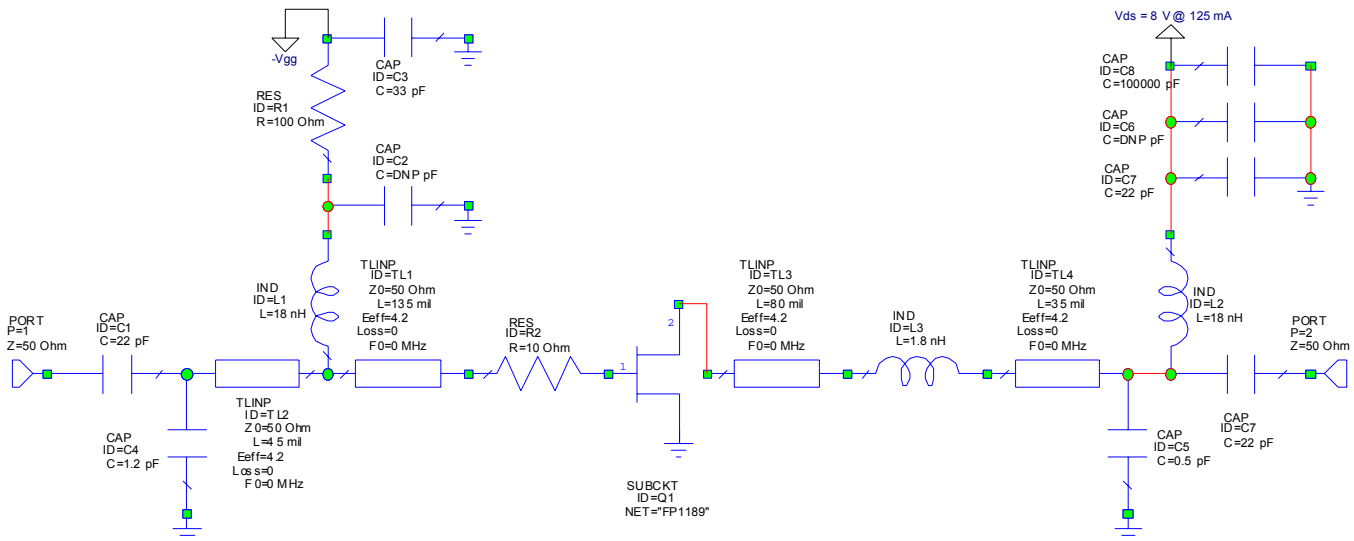 Vds = 8 V @ 125 mA
-Vgg
CAP
ID=C3
C=33 pF
RES
ID=R1
R=100 Ohm
CAP
ID=C2
C=DNP pF
CAP
ID=C8
C=100000 pF
CAP
ID=C6
C=DNP pF
CAP
ID=C7
C=22 pF
IND
ID=L1
L=18 nH
TLINP
ID=TL1
Z0=50 Ohm
L=135 mil
Eeff=4.2
Loss=0
F0=0 MHz
TLINP
ID=TL3
Z0=50 Ohm
L=80 mil
Eeff=4.2
Loss=0
F0=0 MHz
TLINP
ID=TL4
Z0=50 Ohm
L=35 mil
Eeff=4.2
Loss=0
F0=0 MHz
IND
ID=L2
L=18 nH
PORT
P=1
Z=50 Ohm
CAP
ID=C1
C=22 pF
RES
ID=R2
R=10 Ohm
1
2
IND
ID=L3
L=1.8 nH
PORT
P=2
Z=50 Ohm
TLINP
ID=TL2
Z0=50 Ohm
L=45 mil
Eeff=4.2
Loss=0
F0=0 MHz
CAP
ID=C4
C=1.2 pF
SUBCKT
ID=Q1
NET="FP1189"
CAP
ID=C5
C=0.5 pF
CAP
ID=C7
C=22 pF